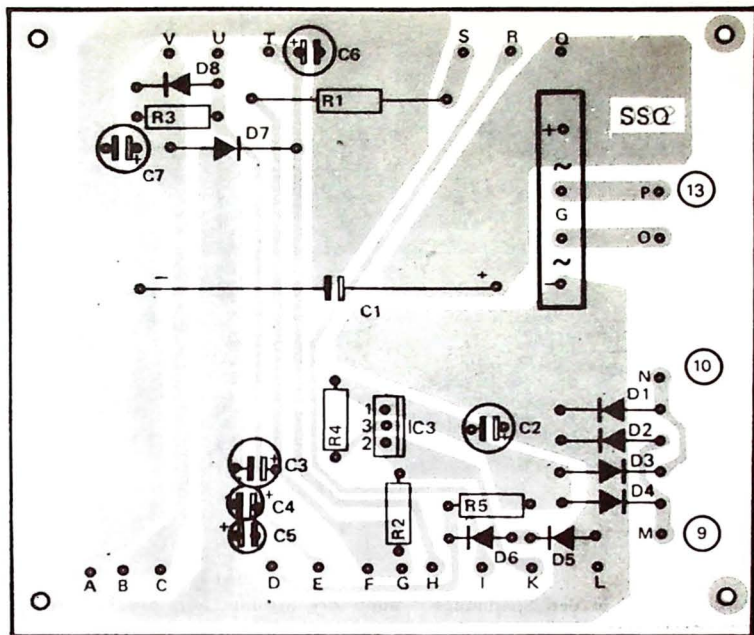 V U T C6 S R Q
D8
R3
R1
SSQ
D7
C7
+
~
P 13
G
O
~
−
− +
C1
N 10
D1
R4
1
3 IC3
2
C2
D2
D3
D4
C3
C4
C5
R2
R5
D6 D5
M 9
A B C D E F G H I K L